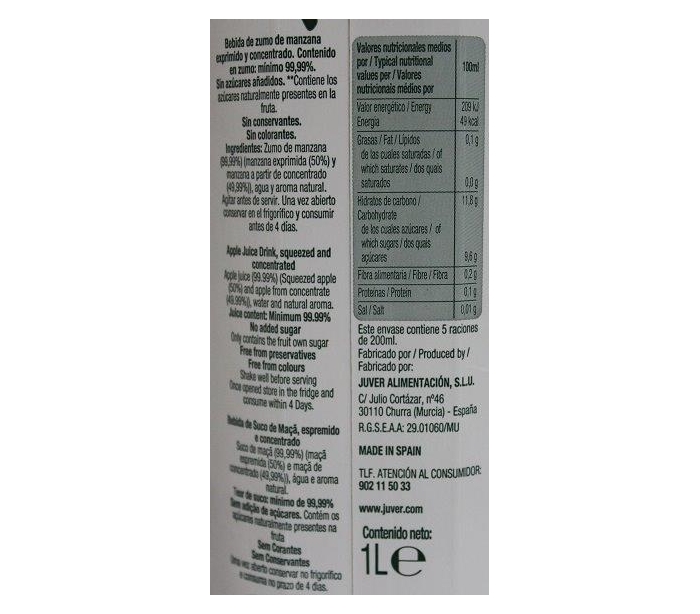 Bebida de zumo de manzana
exprimido y concentrado. Contenido
en zumo: mínimo 99,99%.
Sin azúcares añadidos. **Contiene los
azúcares naturalmente presentes en la
fruta.
Sin conservantes.
Sin colorantes.
Ingredientes: Zumo de manzana
(99,99%) (manzana exprimida (50%) y
manzana a partir de concentrado
(49,99%)), agua y aroma natural.
Agitar antes de servir. Una vez abierto
conservar en el frigorífico y consumir
antes de 4 días.
Apple Juice Drink, squeezed and
concentrated
Apple juice (99.99%) (Squeezed apple
(50%) and apple from concentrate
(49.99%)), water and natural aroma.
Juice content: Minimum 99.99%
No added sugar
Only contains the fruit own sugar
Free from preservatives
Free from colours
Shake well before serving
Once opened store in the fridge and
consume within 4 Days.
Bebida de Suco de Maçã, espremido
e concentrado
Suco de maçã (99,99%) (maçã
espremida (50%) e maçã de
concentrado (49,99%)), água e aroma
natural.
Teor de suco: mínimo de 99,99%
Sem adição de açúcares. Contém os
açúcares naturalmente presentes na
fruta
Sem Corantes
Sem Conservantes
Uma vez aberto conservar no frigorífico
e consuma no prazo de 4 dias.
Valores nutricionales medios
por / Typical nutritional
values per / Valores
nutricionais médios por
100ml
Valor energético / Energy 209 kJ
Energia 49 kcal
Grasas / Fat / Lípidos 0,1 g
de las cuales saturadas / of
which saturates / dos quais
saturados 0,0 g
Hidratos de carbono / 11,8 g
Carbohydrate
de los cuales azúcares / of
which sugars / dos quais
açúcares 9,6 g
Fibra alimentaria / Fibre / Fibra 0,2 g
Proteínas / Protein 0,1 g
Sal / Salt 0,01 g
Este envase contiene 5 raciones
de 200ml.
Fabricado por / Produced by /
Fabricado por:
JUVER ALIMENTACIÓN, S.L.U.
C/ Julio Cortázar, nº46
30110 Churra (Murcia) - España
R.G.S.E.A.A: 29.01060/MU
MADE IN SPAIN
TLF. ATENCIÓN AL CONSUMIDOR:
902 11 50 33
www.juver.com
Contenido neto:
1L e